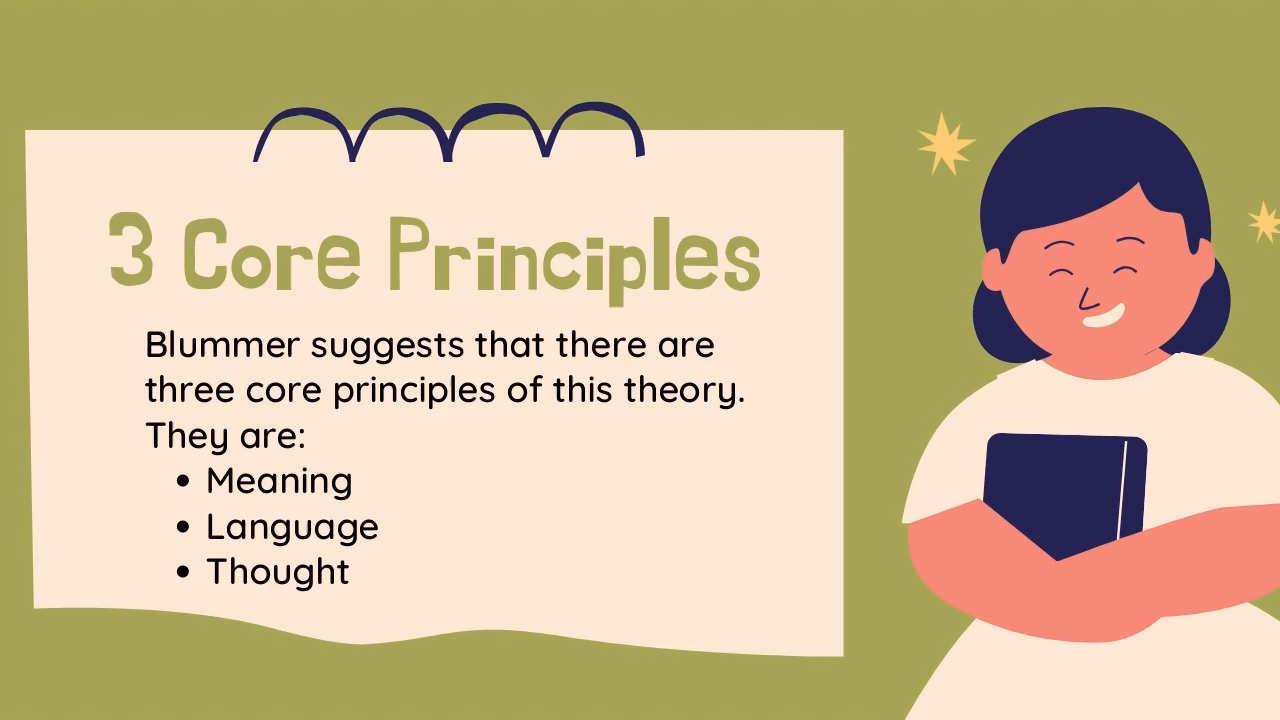 3 Core Principles
Blummer suggests that there are
three core principles of this theory.
They are:
• Meaning
• Language
• Thought